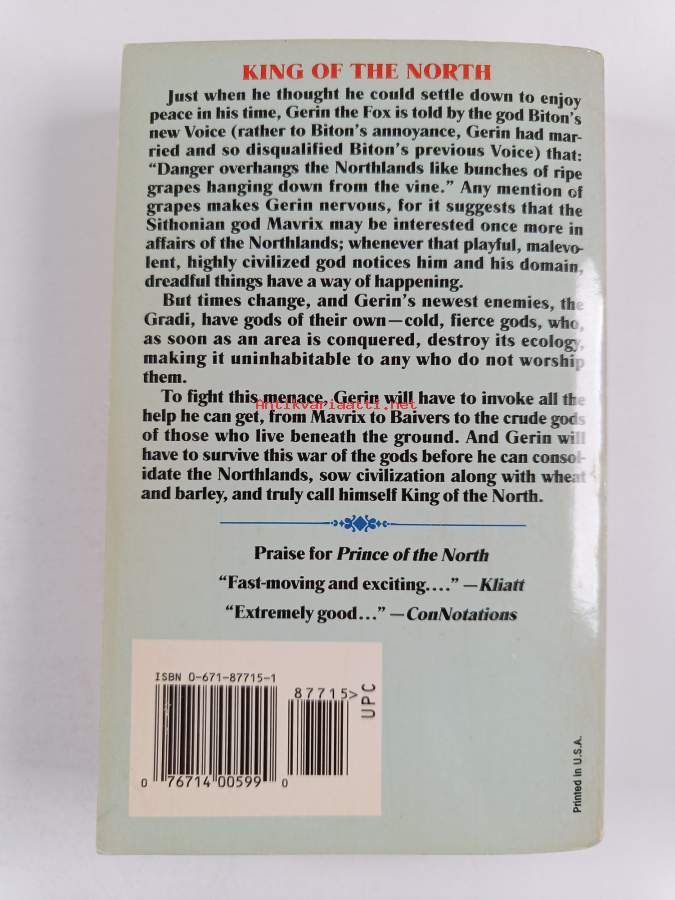 KING OF THE NORTH
Just when he thought he could settle down to enjoy
peace in his time, Gerin the Fox is told by the god Biton's
new Voice (rather to Biton's annoyance, Gerin had mar-
ried and so disqualified Biton's previous Voice) that:
“Danger overhangs the Northlands like bunches of ripe
grapes hanging down from the vine.” Any mention of
grapes makes Gerin nervous, for it suggests that the
Sithonian god Mavrix may be interested once more in
affairs of the Northlands; whenever that playful, malevo-
lent, highly civilized god notices him and his domain,
dreadful things have a way of happening.
But times change, and Gerin's newest enemies, the
Gradi, have gods of their own—cold, fierce gods, who,
as soon as an area is conquered, destroy its ecology,
making it uninhabitable to any who do not worship
them.
To fight this menace, Gerin will have to invoke all the
Antikvariaatti.net
help he can get, from Mavrix to Baivers to the crude gods
of those who live beneath the ground. And Gerin will
have to survive this war of the gods before he can consol-
idate the Northlands, sow civilization along with wheat
and barley, and truly call himself King of the North.
Praise for Prince of the North
“Fast-moving and exciting....” —Kliatt
“Extremely good...” —ConNotations
ISBN 0-671-87715-1
87715>
UPC
0 76714 00599 0
Printed in U.S.A.